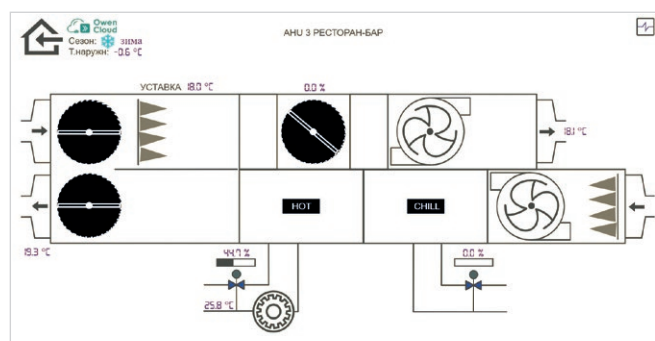 Owen
Cloud
AHU 3 РЕСТОРАН-БАР
Сезон: зима
Т.наружн: -0.6 °C
УСТАВКА 18.0 °C
0.0 %
18.1 °C
HOT
CHILL
19.3 °C
44.7 %
0.0 %
25.8 °C